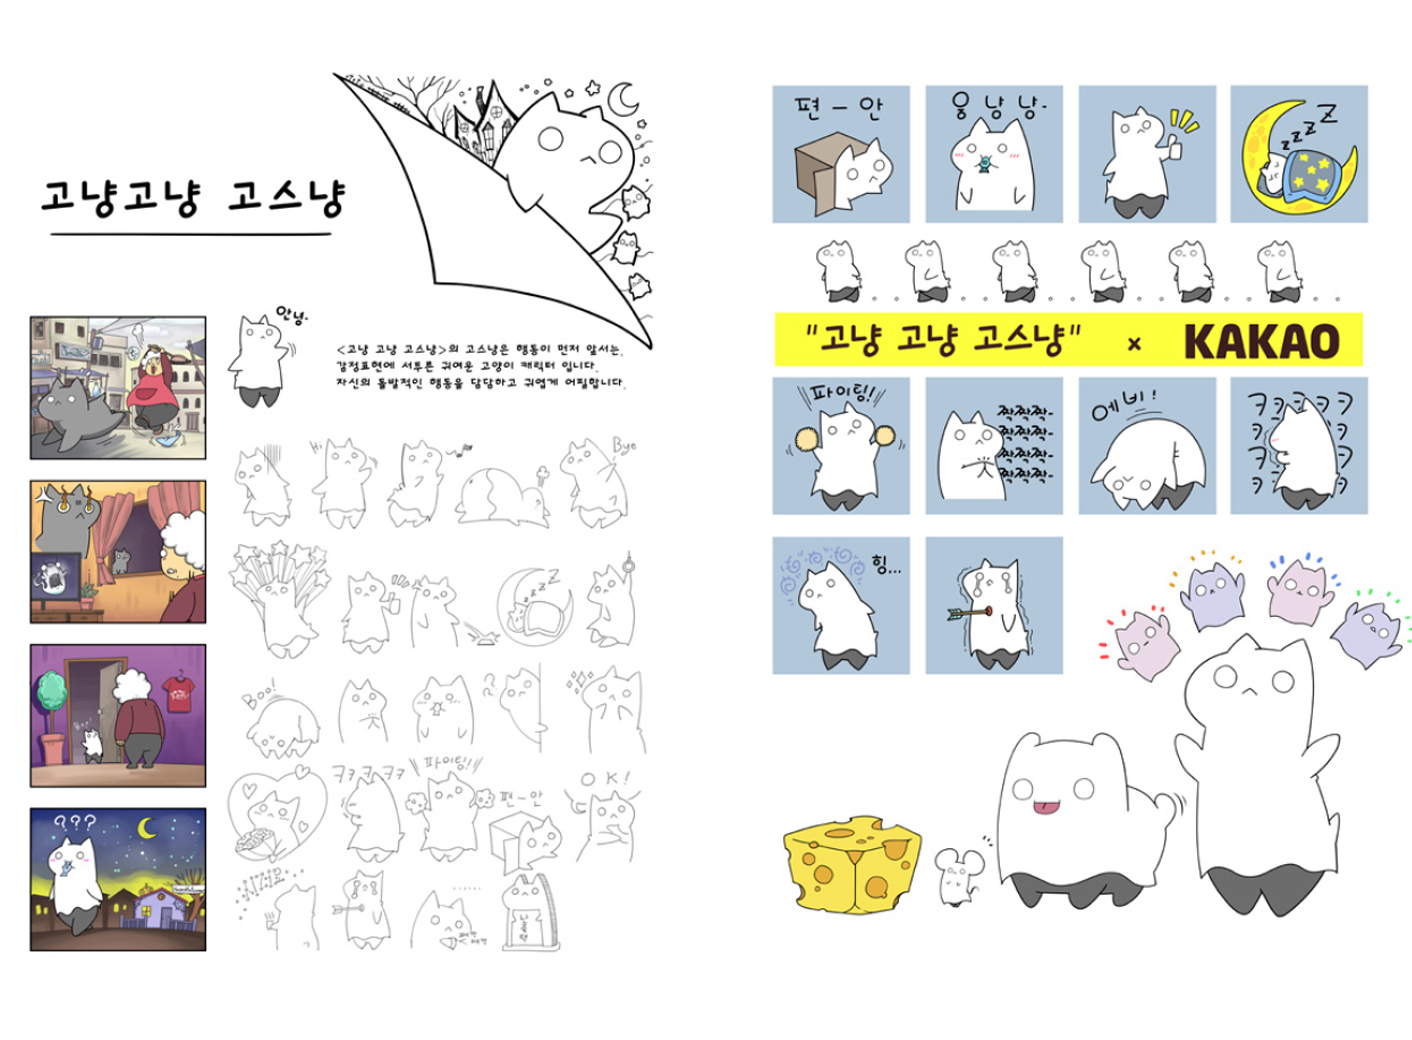 고냥고냥 고스냥
안녕-
<고냥 고냥 고스냥>의 고스냥은 행동이 먼저 앞서는,
감정표현에 서투른 귀여운 고양이 캐릭터 입니다.
자신의 돌발적인 행동을 담담하고 귀엽게 어필합니다.
Hi
Bye
zzzZ
Boo!
??
ㅋㅋㅋㅋ
파이팅!!
편-안
OK!
Boo!
???
편-안
웅냥냥-
zzzZ
"고냥 고냥 고스냥" × KAKAO
파이팅!!
짝짝짝-
짝짝짝-
짝짝짝-
짝짝짝-
에비!
ㅋㅋㅋㅋㅋ
ㅋ ㅋ
ㅋ ㅋ
ㅋ ㅋ
힝...